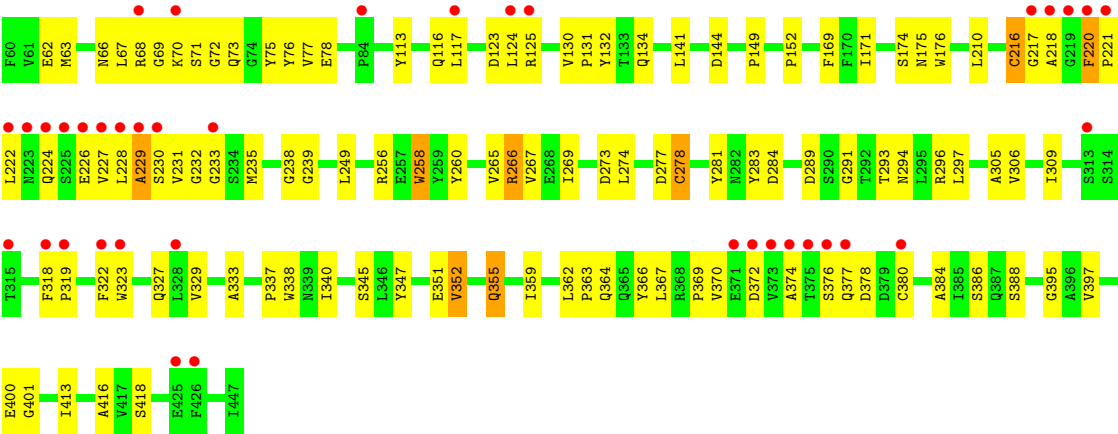 F60 V61 E62 M63 N66 L67 R68 G69 K70 S71 G72 Q73 G74 Y75 Y76 V77 E78 P84 Y113 Q116 L117 D123 L124 R125 V130 P131 Y132 T133 Q134 L141 D144 P149 P152 F169 F170 I171 S174 N175 W176 L210 C216 G217 A218 G219 F220 P221
L222 N223 Q224 S225 E226 V227 L228 A229 S230 V231 G232 G233 S234 M235 G238 G239 L249 R256 E257 W258 Y259 Y260 V265 R266 V267 E268 I269 D273 L274 D277 C278 Y281 N282 Y283 D284 D289 S290 G291 T292 T293 N294 L295 R296 L297 A305 V306 I309 S313 S314
T315 F318 P319 F322 W323 Q327 L328 V329 A333 P337 W338 N339 I340 S345 L346 Y347 E351 V352 Q355 I359 L362 P363 Q364 Q365 Y366 L367 R368 P369 V370 E371 D372 V373 A374 T375 S376 Q377 D378 D379 C380 A384 I385 S386 Q387 S388 G395 A396 V397
E400 G401 I413 A416 V417 S418 E425 F426 I447